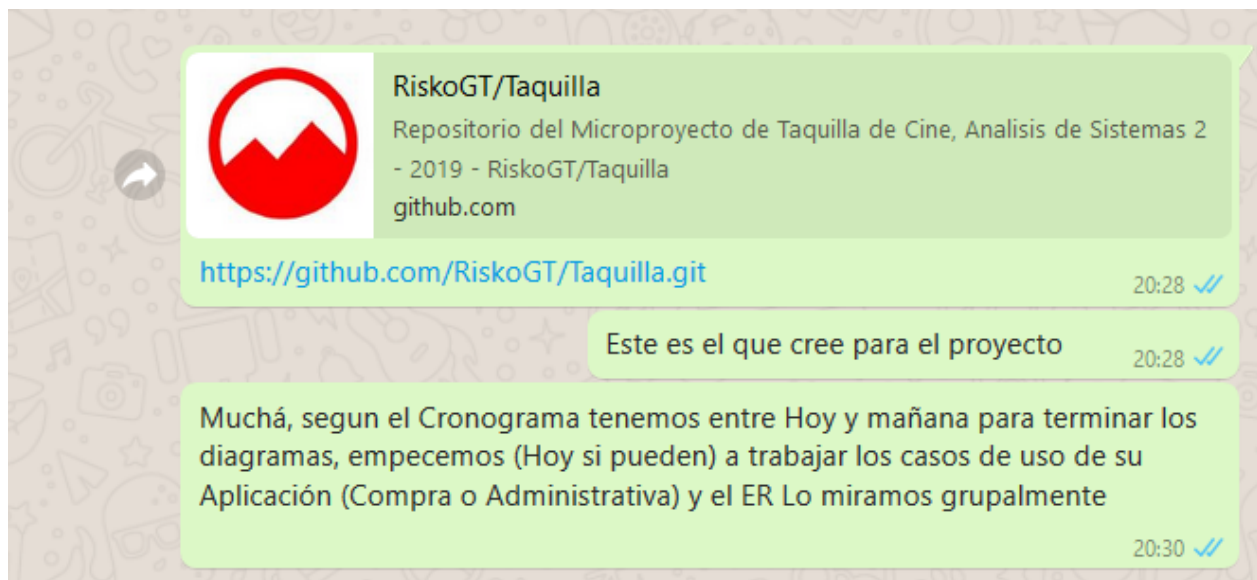 RiskoGT/Taquilla
Repositorio del Microproyecto de Taquilla de Cine, Analisis de Sistemas 2
- 2019 - RiskoGT/Taquilla
github.com
https://github.com/RiskoGT/Taquilla.git
20:28
Este es el que cree para el proyecto
20:28
Muchá, segun el Cronograma tenemos entre Hoy y mañana para terminar los
diagramas, empecemos (Hoy si pueden) a trabajar los casos de uso de su
Aplicación (Compra o Administrativa) y el ER Lo miramos grupalmente
20:30